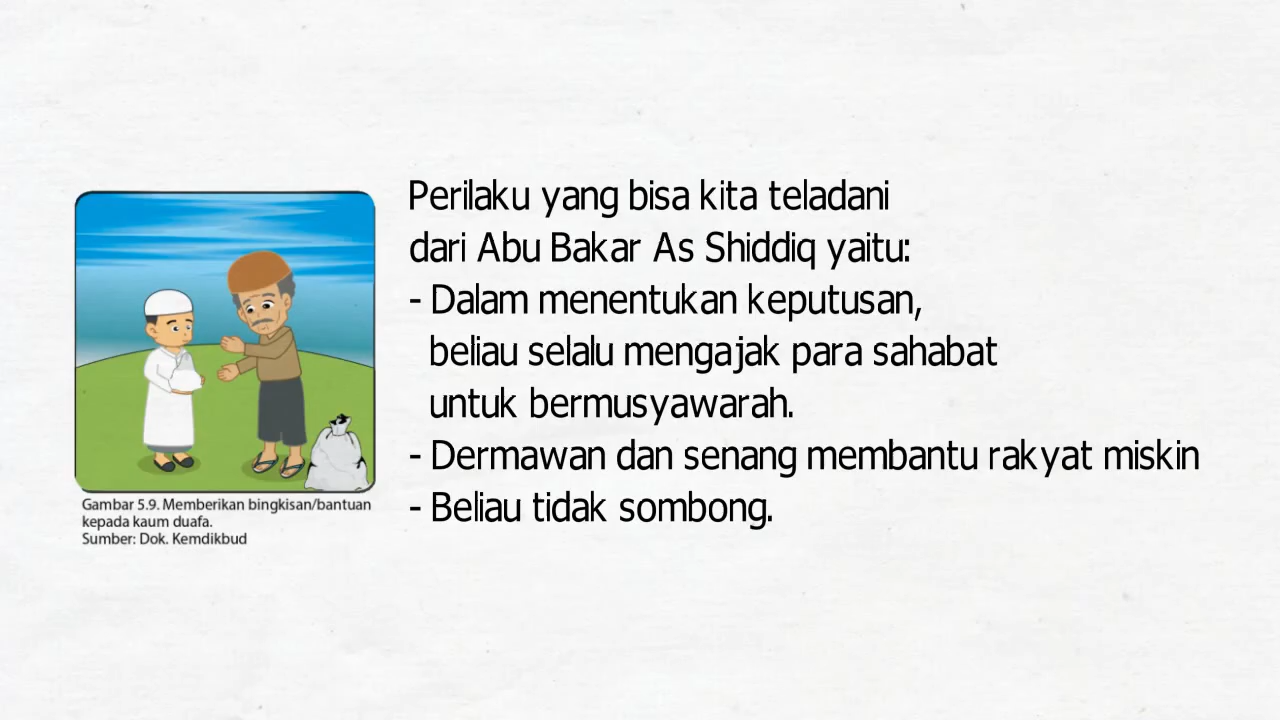 Perilaku yang bisa kita teladani
dari Abu Bakar As Shiddiq yaitu:
- Dalam menentukan keputusan,
beliau selalu mengajak para sahabat
untuk bermusyawarah.
- Dermawan dan senang membantu rakyat miskin
- Beliau tidak sombong.
Gambar 5.9. Memberikan bingkisan/bantuan
kepada kaum duafa.
Sumber: Dok. Kemdikbud